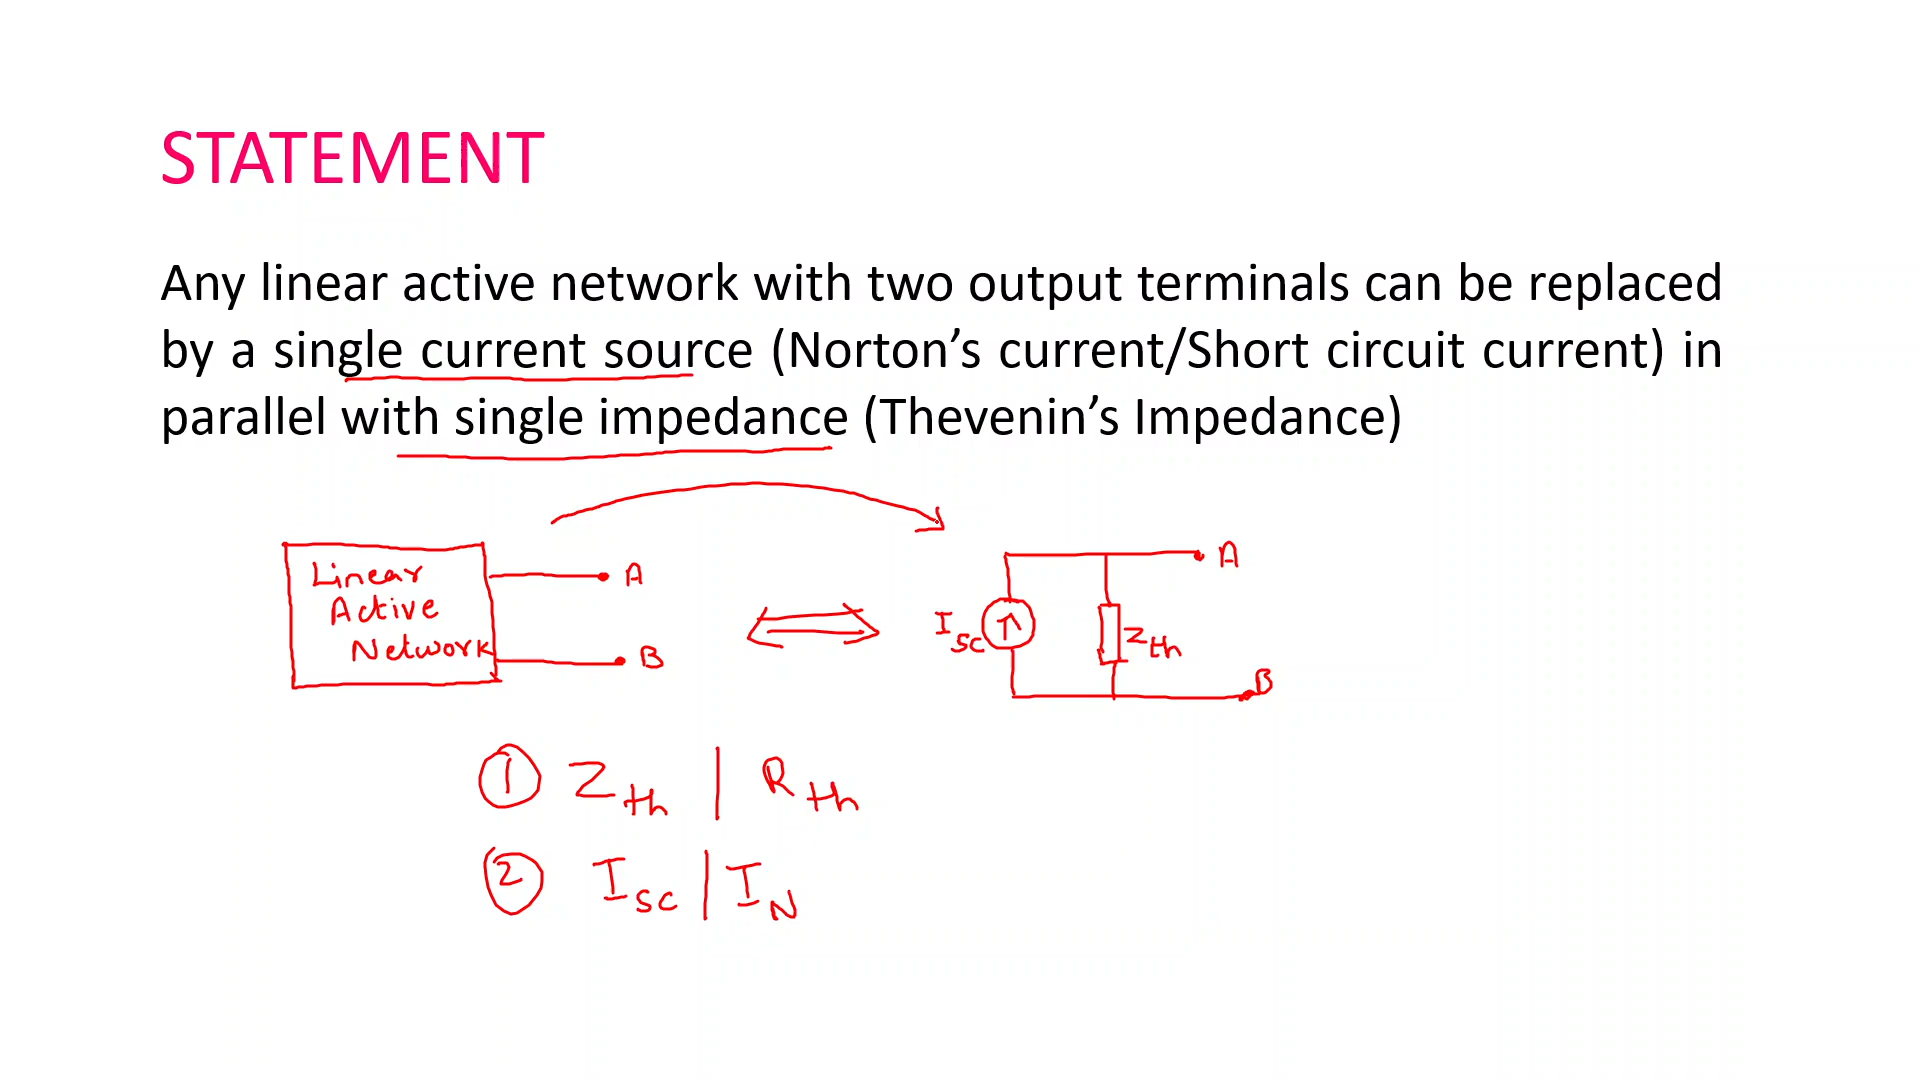 STATEMENT
Any linear active network with two output terminals can be replaced
by a single current source (Norton’s current/Short circuit current) in
parallel with single impedance (Thevenin’s Impedance)
Linear
Active
Network
A
B
Isc
Zth
A
B
1 Zth | Rth
2 Isc | IN